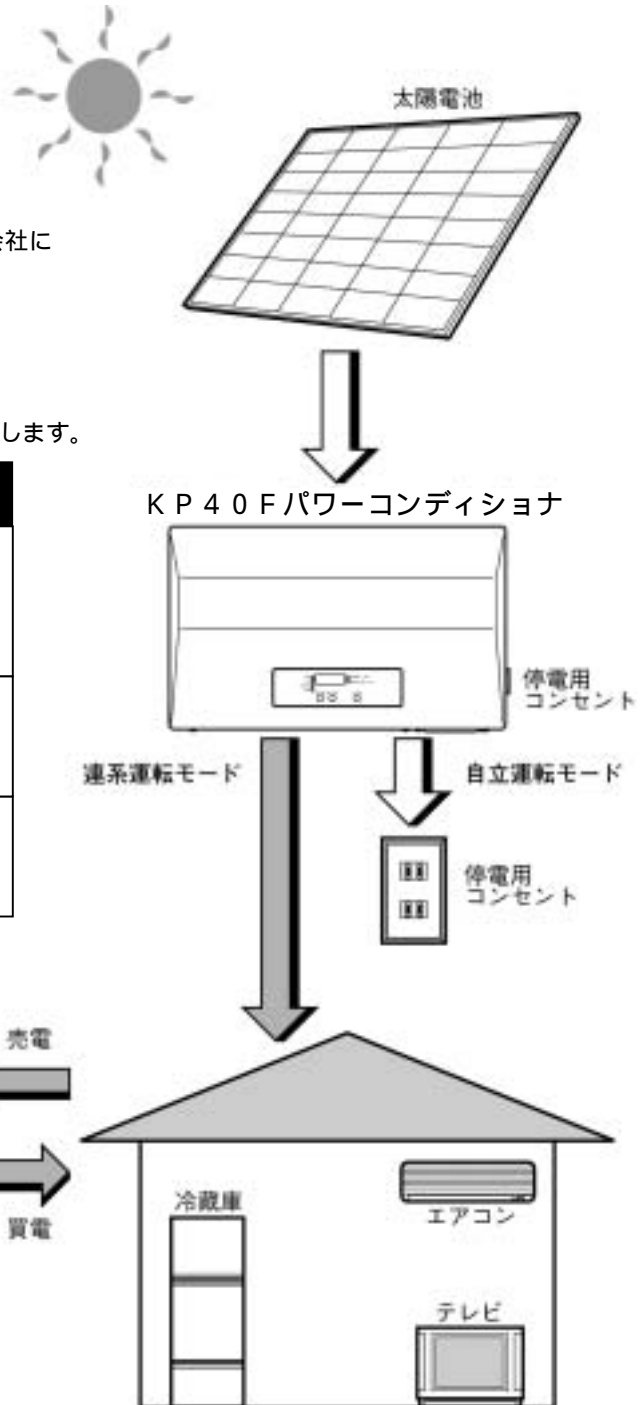 太陽電池
会社に
します。
ＫＰ４０Ｆパワーコンディショナ
停電用
コンセント
連系運転モード
自立運転モード
停電用
コンセント
売電
買電
冷蔵庫
エアコン
テレビ